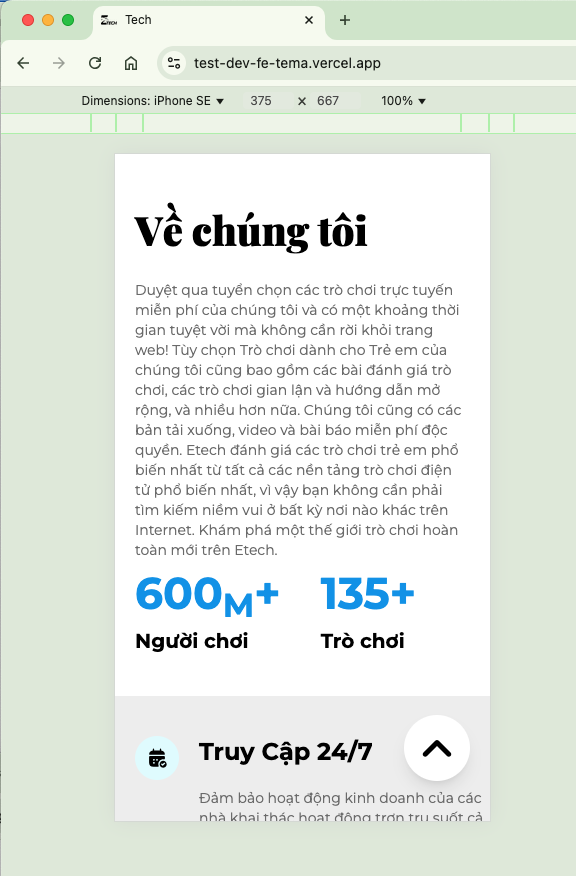 ZTECH Tech
test-dev-fe-tema.vercel.app
Dimensions: iPhone SE 375 x 667 100%
Về chúng tôi
Duyệt qua tuyển chọn các trò chơi trực tuyến
miễn phí của chúng tôi và có một khoảng thời
gian tuyệt vời mà không cần rời khỏi trang
web! Tùy chọn Trò chơi dành cho Trẻ em của
chúng tôi cũng bao gồm các bài đánh giá trò
chơi, các trò chơi gian lận và hướng dẫn mở
rộng, và nhiều hơn nữa. Chúng tôi cũng có các
bản tải xuống, video và bài báo miễn phí độc
quyền. Etech đánh giá các trò chơi trẻ em phổ
biến nhất từ tất cả các nền tảng trò chơi điện
tử phổ biến nhất, vì vậy bạn không cần phải
tìm kiếm niềm vui ở bất kỳ nơi nào khác trên
Internet. Khám phá một thế giới trò chơi hoàn
toàn mới trên Etech.
600M+ 135+
Người chơi Trò chơi
Truy Cập 24/7
Đảm bảo hoạt động kinh doanh của các
nhà khai thác hoạt động trơn tru suốt cả